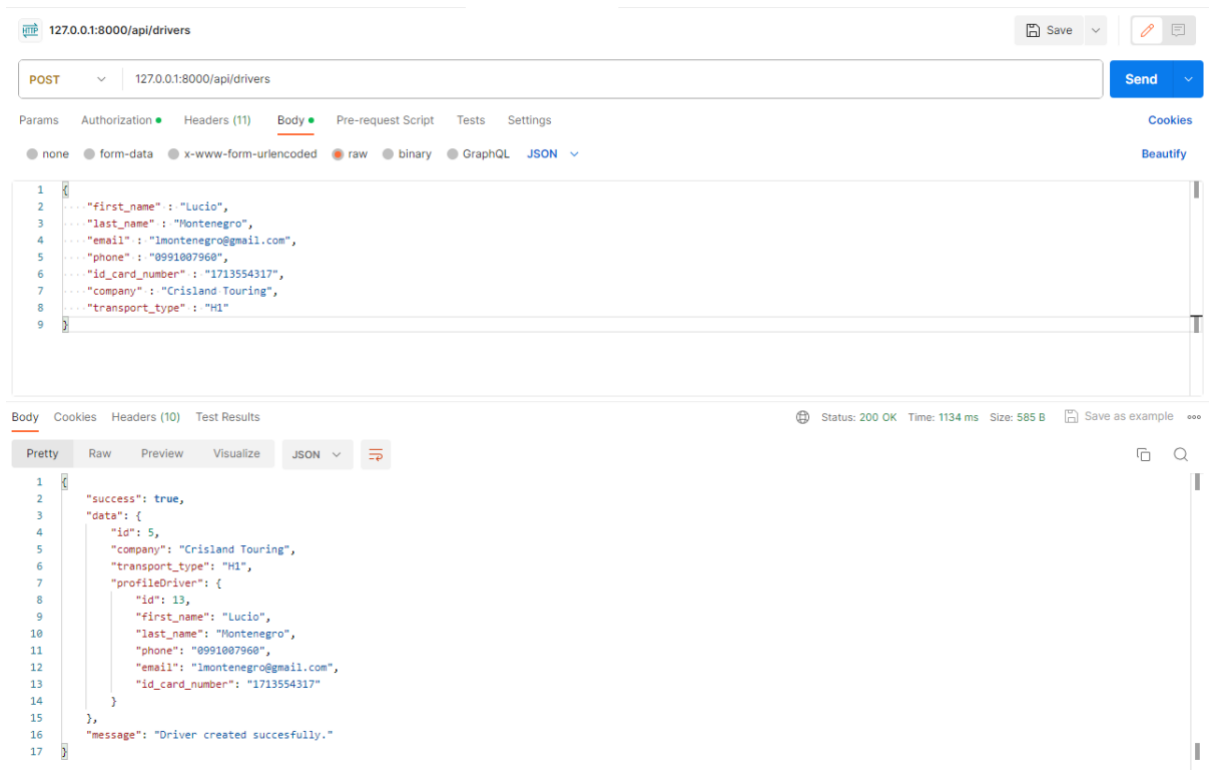 HTTP 127.0.0.1:8000/api/drivers Save
POST 127.0.0.1:8000/api/drivers Send
Params Authorization Headers (11) Body Pre-request Script Tests Settings Cookies
none form-data x-www-form-urlencoded raw binary GraphQL JSON Beautify
1 {
2 "first_name" : "Lucio",
3 "last_name" : "Montenegro",
4 "email" : "lmontenegro@gmail.com",
5 "phone" : "0991007960",
6 "id_card_number" : "1713554317",
7 "company" : "Crisland Touring",
8 "transport_type" : "H1"
9 }
Body Cookies Headers (10) Test Results Status: 200 OK Time: 1134 ms Size: 585 B Save as example
Pretty Raw Preview Visualize JSON
1 {
2 "success": true,
3 "data": {
4 "id": 5,
5 "company": "Crisland Touring",
6 "transport_type": "H1",
7 "profileDriver": {
8 "id": 13,
9 "first_name": "Lucio",
10 "last_name": "Montenegro",
11 "phone": "0991007960",
12 "email": "lmontenegro@gmail.com",
13 "id_card_number": "1713554317"
14 }
15 },
16 "message": "Driver created succesfully."
17 }